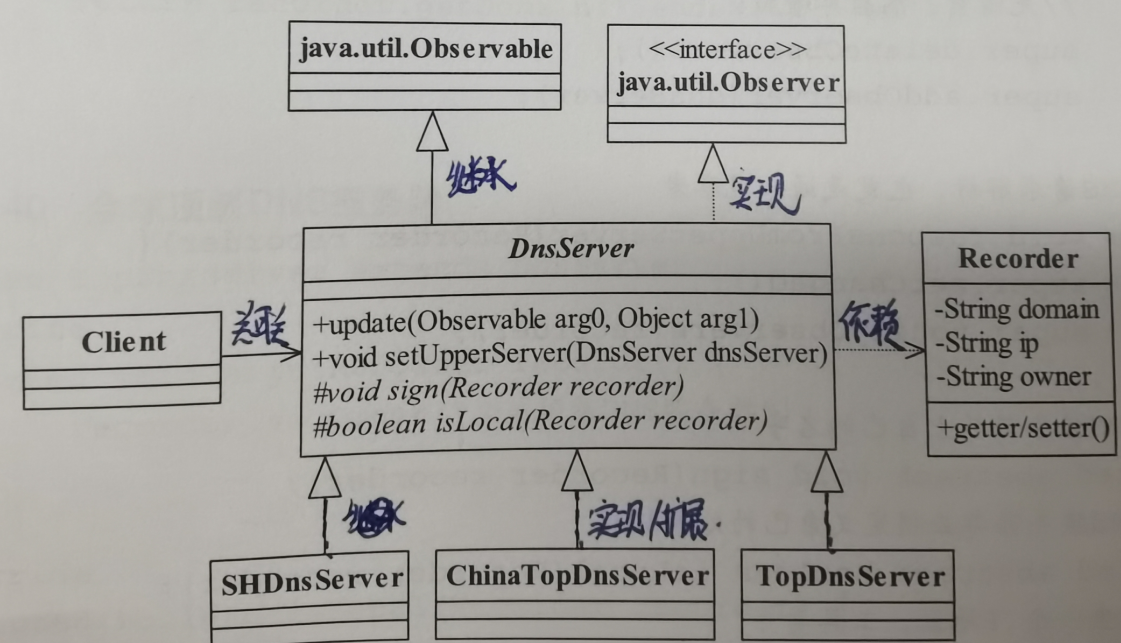 java.util.Observable
<<interface>>
java.util.Observer
继承
实现
DnsServer
+update(Observable arg0, Object arg1)
+void setUpperServer(DnsServer dnsServer)
#void sign(Recorder recorder)
#boolean isLocal(Recorder recorder)
Client
关联
依赖
Recorder
-String domain
-String ip
-String owner
+getter/setter()
实现/扩展.
SHDnsServer
ChinaTopDnsServer
TopDnsServer